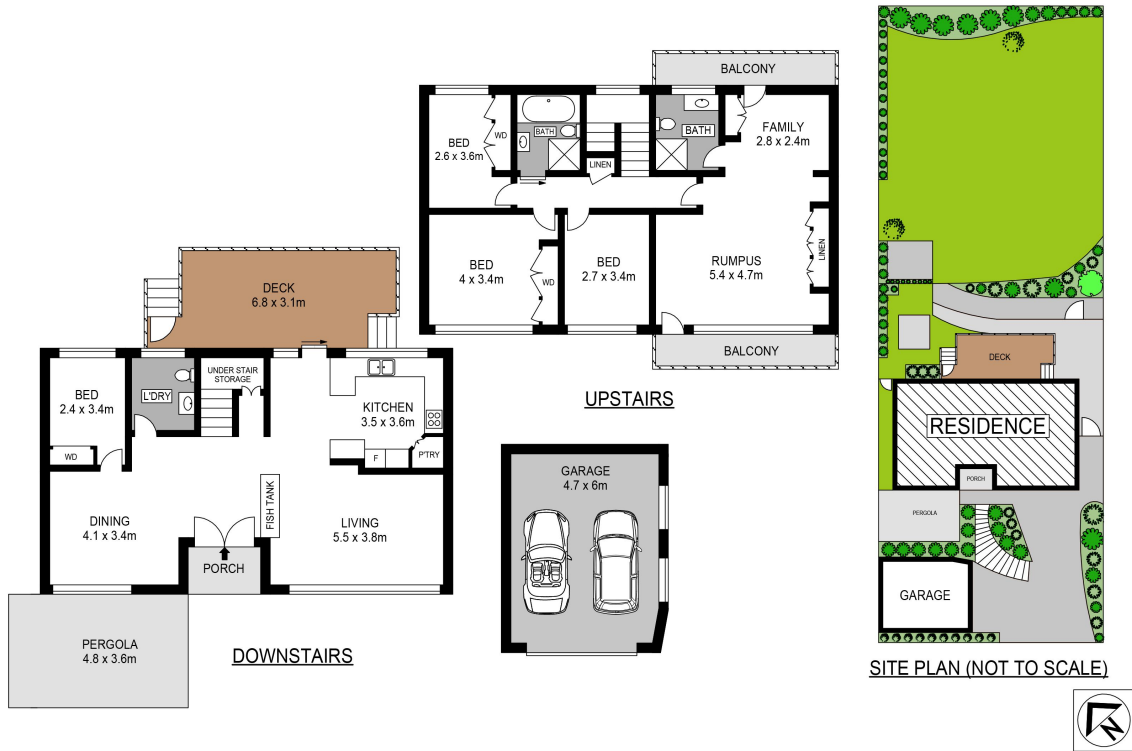 BALCONY
BED
2.6 x 3.6m
WD
BATH
LINEN
BATH
FAMILY
2.8 x 2.4m
BED
4 x 3.4m
WD
BED
2.7 x 3.4m
RUMPUS
5.4 x 4.7m
LINEN
BALCONY
UPSTAIRS
DECK
6.8 x 3.1m
BED
2.4 x 3.4m
WD
L'DRY
UNDER STAIR
STORAGE
KITCHEN
3.5 x 3.6m
F
P'TRY
DINING
4.1 x 3.4m
FISH TANK
LIVING
5.5 x 3.8m
PORCH
PERGOLA
4.8 x 3.6m
DOWNSTAIRS
GARAGE
4.7 x 6m
DECK
RESIDENCE
PORCH
PERGOLA
GARAGE
SITE PLAN (NOT TO SCALE)
N